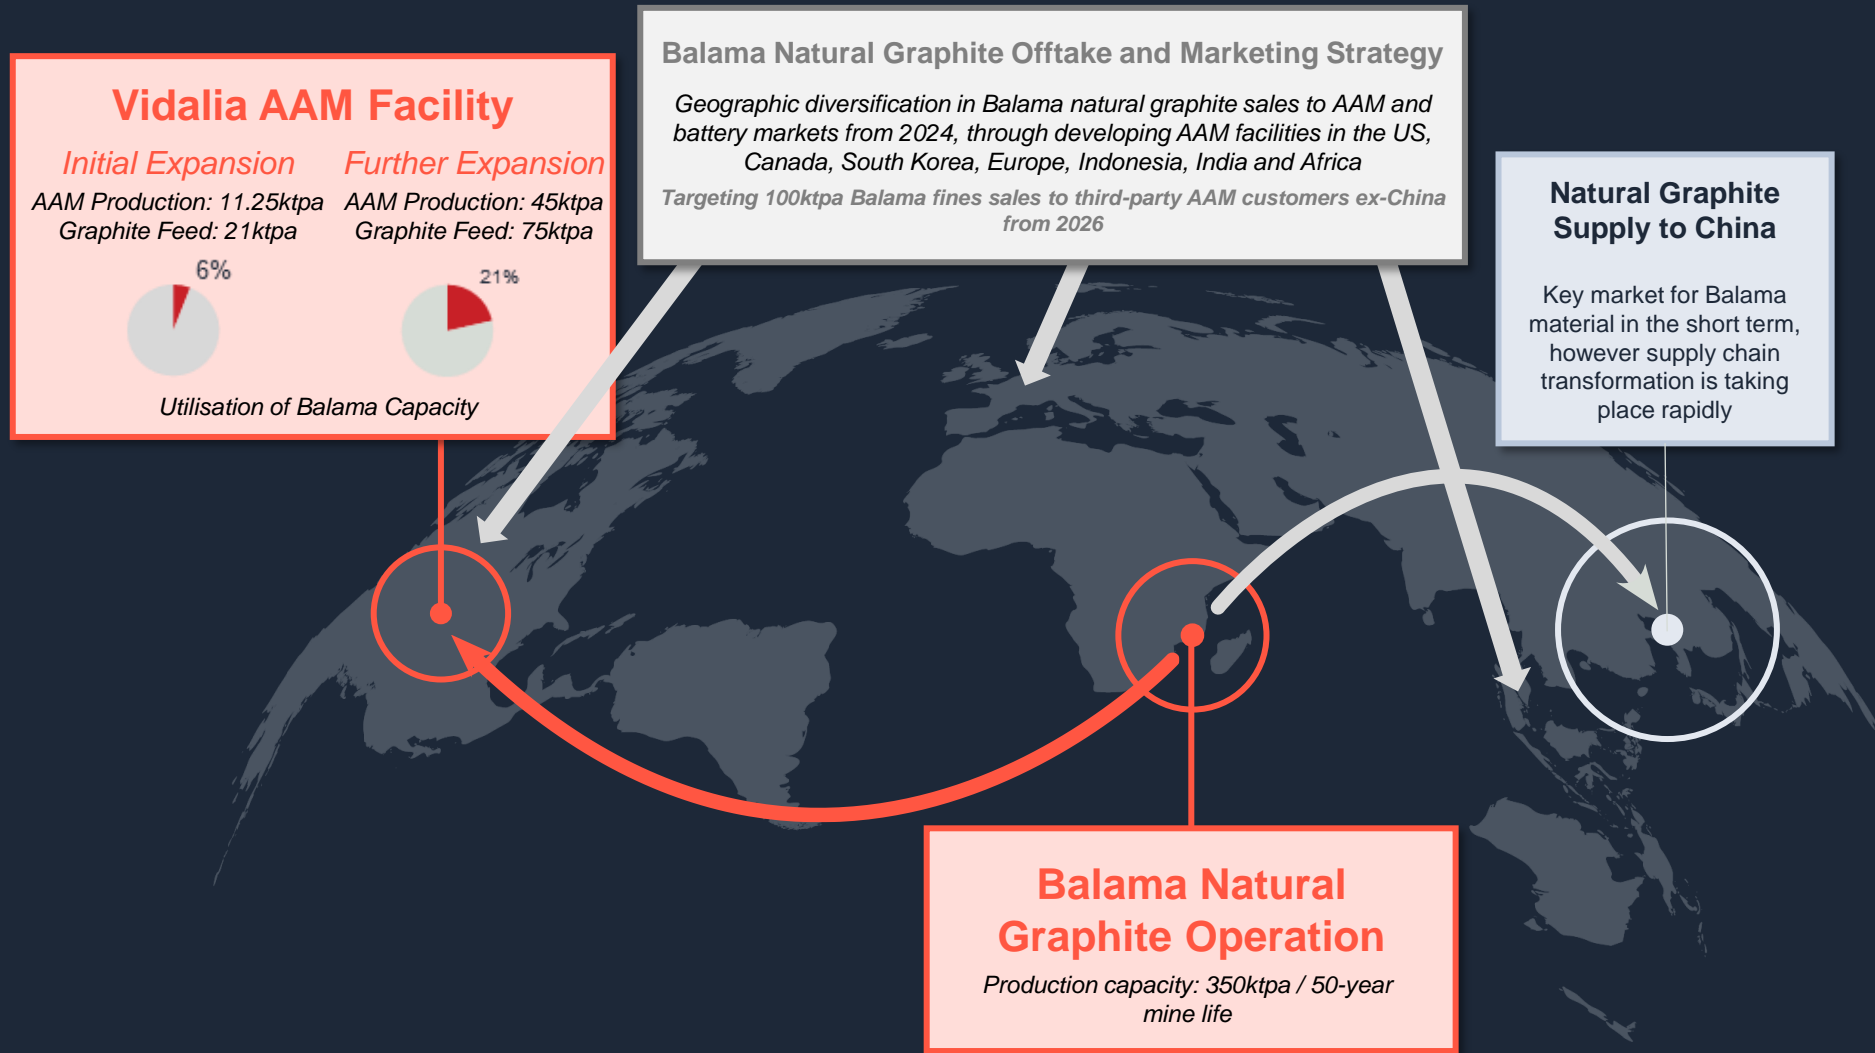 Vidalia AAM Facility
Initial Expansion
AAM Production: 11.25ktpa
Graphite Feed: 21ktpa
6%
Further Expansion
AAM Production: 45ktpa
Graphite Feed: 75ktpa
21%
Utilisation of Balama Capacity
Balama Natural Graphite Offtake and Marketing Strategy
Geographic diversification in Balama natural graphite sales to AAM and
battery markets from 2024, through developing AAM facilities in the US,
Canada, South Korea, Europe, Indonesia, India and Africa
Targeting 100ktpa Balama fines sales to third-party AAM customers ex-China
from 2026
Natural Graphite
Supply to China
Key market for Balama
material in the short term,
however supply chain
transformation is taking
place rapidly
Balama Natural
Graphite Operation
Production capacity: 350ktpa / 50-year
mine life